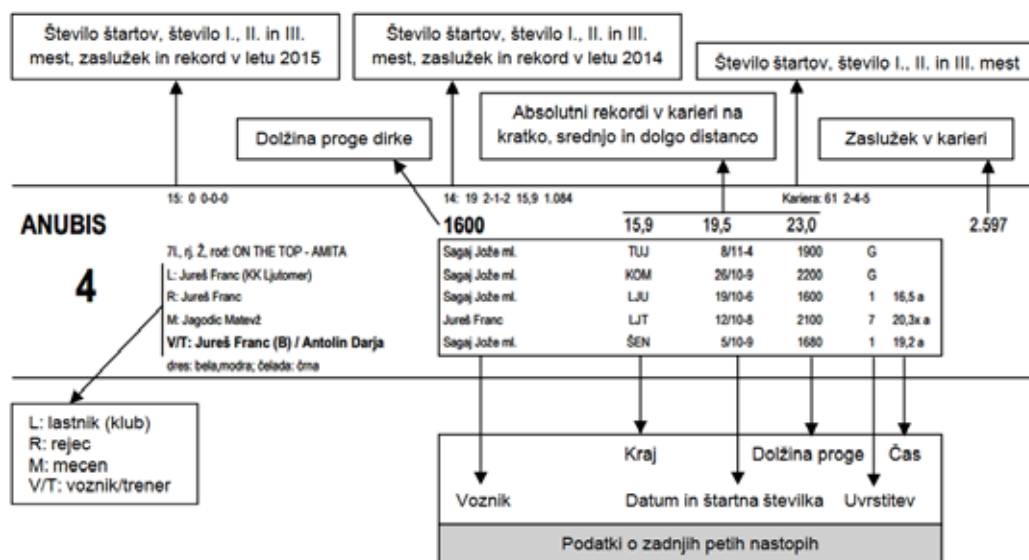 Število štartov, število I., II. in III.
mest, zaslužek in rekord v letu 2015
Število štartov, število I., II. in III.
mest, zaslužek in rekord v letu 2014
Število štartov, število I., II. in III. mest
Dolžina proge dirke
Absolutni rekordi v karieri na
kratko, srednjo in dolgo distanco
Zaslužek v karieri
15: 0 0-0-0
14: 19 2-1-2 15,9 1.084
Kariera: 61 2-4-5
ANUBIS
1600 15,9 19,5 23,0 2.597
4
7l., rj. Ž, rod: ON THE TOP - AMITA
L: Jureš Franc (KK Ljutomer)
R: Jureš Franc
M: Jagodic Matevž
V/T: Jureš Franc (B) / Antolin Darja
dres: bela,modra; čelada: črna
Sagaj Jože ml. TUJ 8/11-4 1900 G
Sagaj Jože ml. KOM 26/10-9 2200 G
Sagaj Jože ml. LJU 19/10-6 1600 1 16,5 a
Jureš Franc LJT 12/10-8 2100 7 20,3x a
Sagaj Jože ml. ŠEN 5/10-9 1680 1 19,2 a
L: lastnik (klub)
R: rejec
M: mecen
V/T: voznik/trener
Kraj Dolžina proge Čas
Voznik Datum in štartna številka Uvrstitev
Podatki o zadnjih petih nastopih